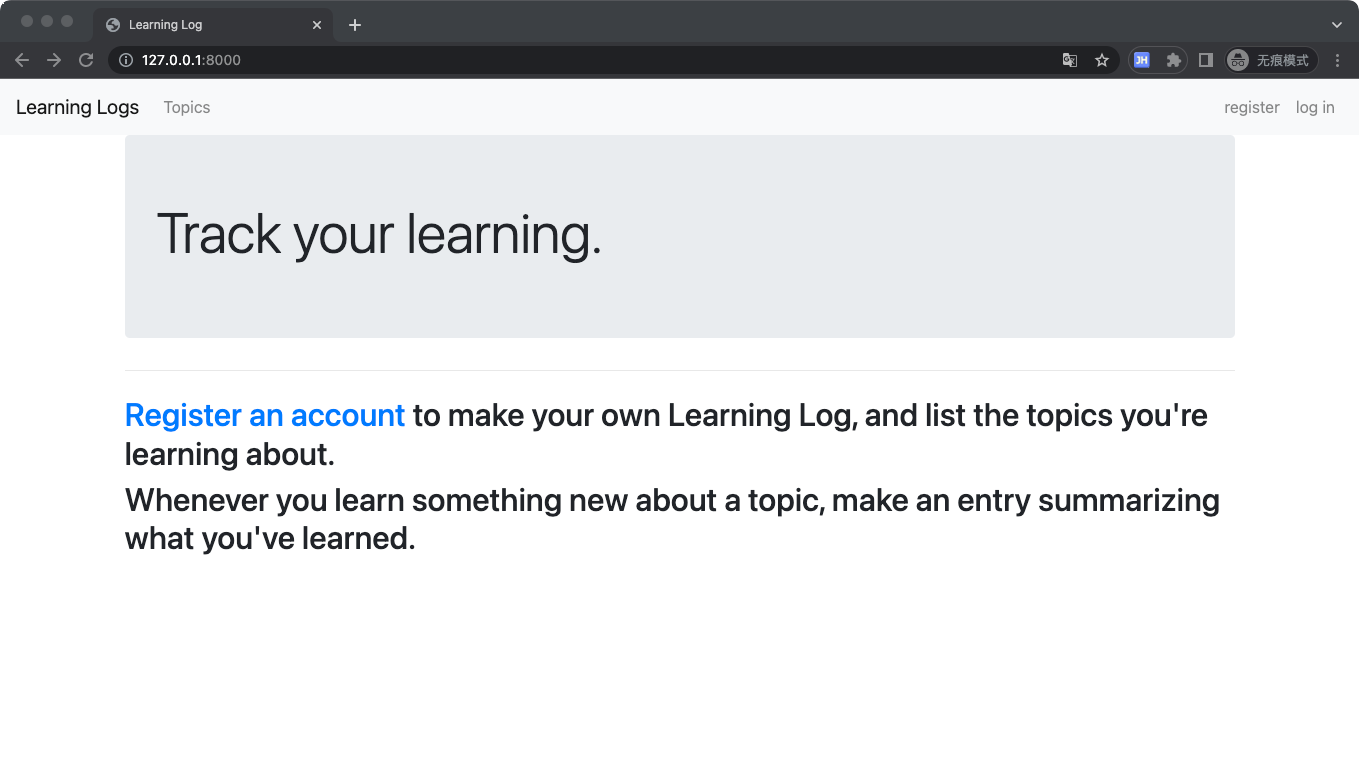 Learning Log
127.0.0.1:8000
JH
无痕模式
Learning Logs Topics register log in
Track your learning.
Register an account to make your own Learning Log, and list the topics you're
learning about.
Whenever you learn something new about a topic, make an entry summarizing
what you've learned.